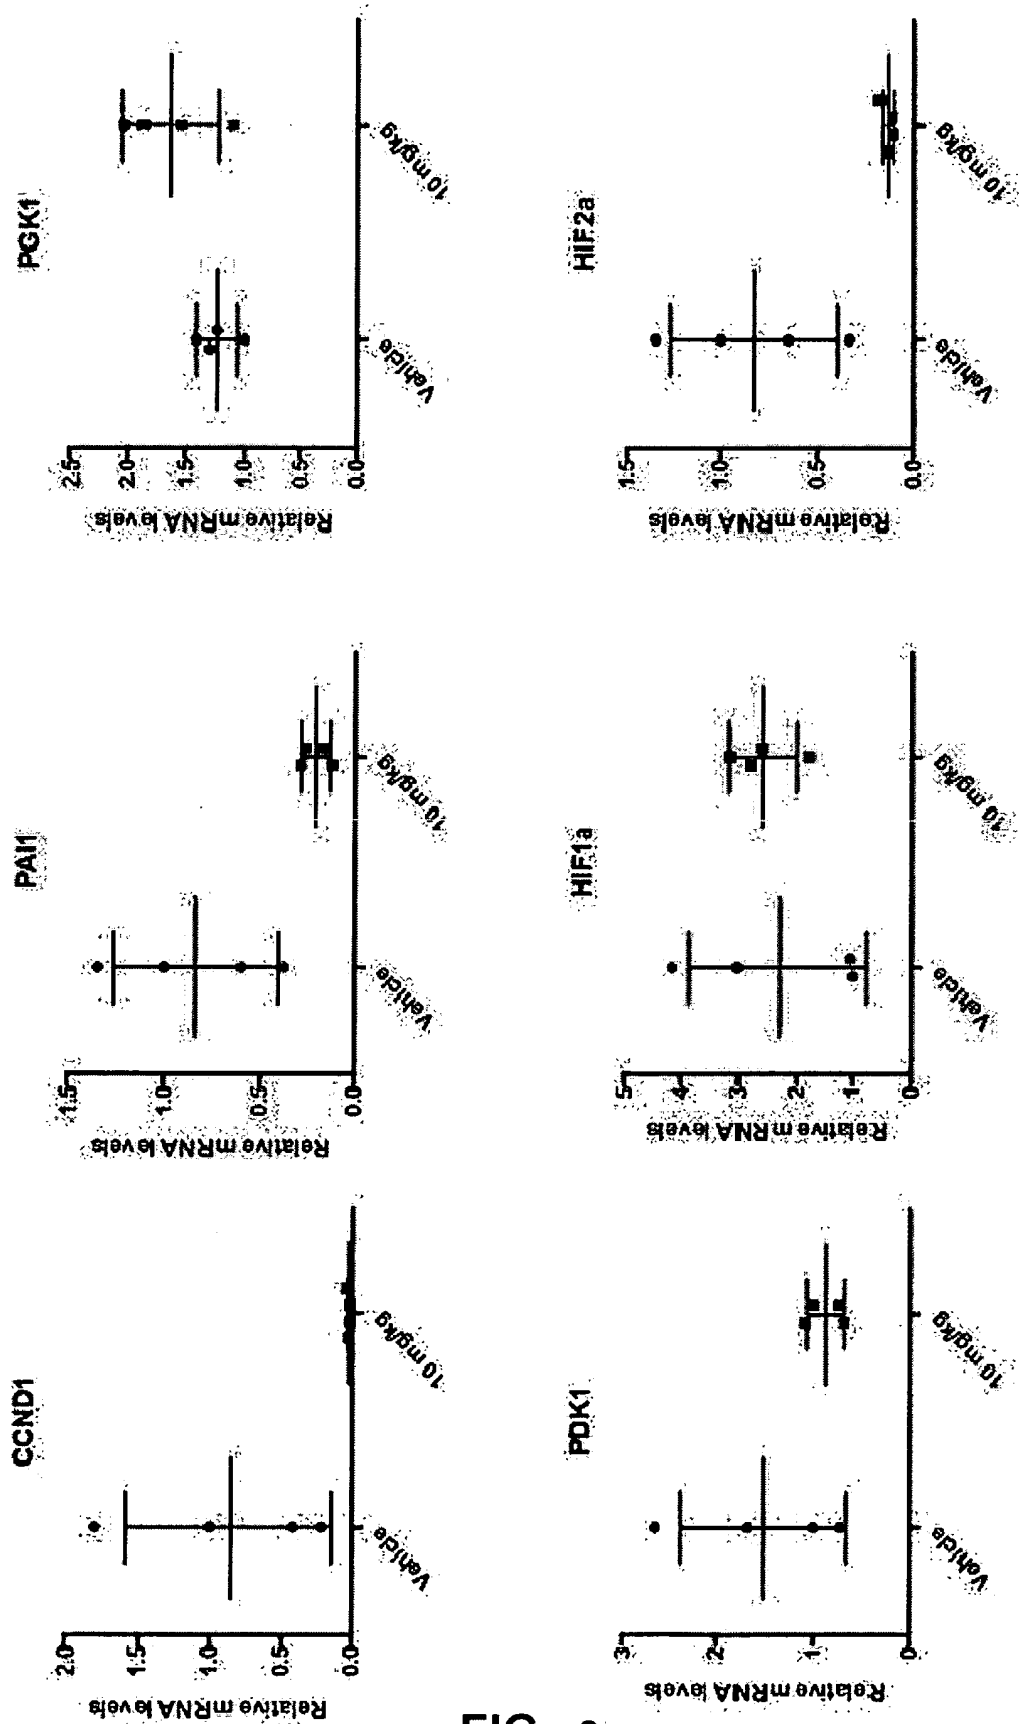 CCND1
Relative mRNA levels
2.0
1.5
1.0
0.5
0.0
Vehicle
10 mg/kg
PAI1
Relative mRNA levels
1.5
1.0
0.5
0.0
Vehicle
10 mg/kg
PGK1
Relative mRNA levels
2.5
2.0
1.5
1.0
0.5
0.0
Vehicle
10 mg/kg
PDK1
Relative mRNA levels
3
2
1
0
Vehicle
10 mg/kg
HIF1a
Relative mRNA levels
5
4
3
2
1
0
Vehicle
10 mg/kg
HIF2a
Relative mRNA levels
1.5
1.0
0.5
0.0
Vehicle
10 mg/kg
FIG.